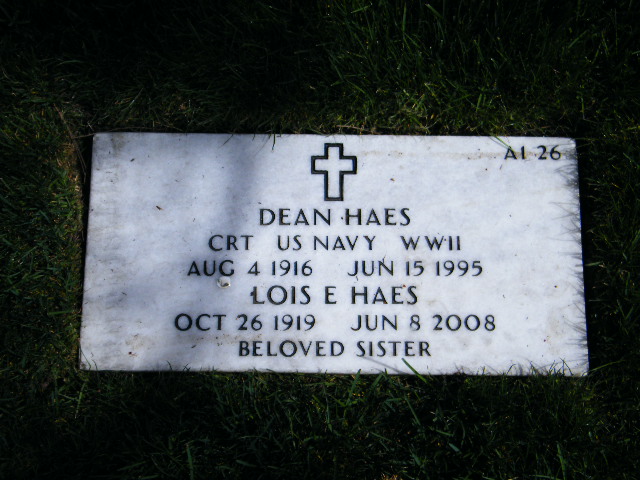 A1 26
DEAN HAES
CRT US NAVY WWII
AUG 4 1916 JUN 15 1995
LOIS E HAES
OCT 26 1919 JUN 8 2008
BELOVED SISTER